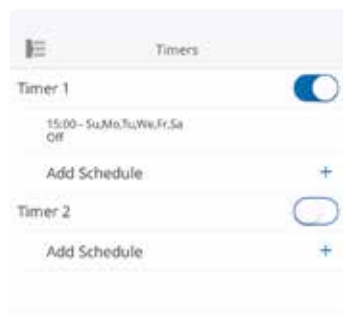 Timers
Timer 1
15:00 - Su,Mo,Tu,We,Fr,Sa
Off
Add Schedule +
Timer 2
Add Schedule +